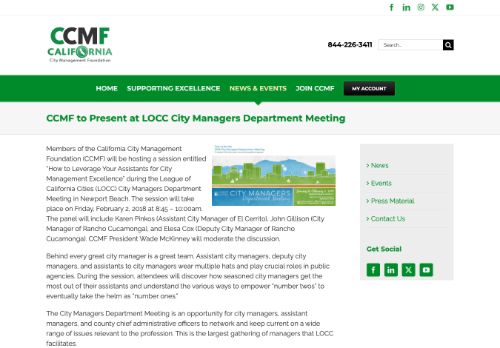 CCMF
CALIFORNIA
City Management Foundation
844-226-3411
Search...
HOME SUPPORTING EXCELLENCE NEWS & EVENTS JOIN CCMF MY ACCOUNT
CCMF to Present at LOCC City Managers Department Meeting
Members of the California City Management
Foundation (CCMF) will be hosting a session entitled
"How to Leverage Your Assistants for City
Management Excellence" during the League of
California Cities (LOCC) City Managers Department
Meeting in Newport Beach. The session will take
place on Friday, February 2, 2018 at 8:45 – 10:00am.
The panel will include Karen Pinkos (Assistant City Manager of El Cerrito), John Gillison (City
Manager of Rancho Cucamonga), and Elesa Cox (Deputy City Manager of Rancho
Cucamonga). CCMF President Wade McKinney will moderate the discussion.
Behind every great city manager is a great team. Assistant city managers, deputy city
managers, and assistants to city managers wear multiple hats and play crucial roles in public
agencies. During the session, attendees will discover how seasoned city managers get the
most out of their assistants and understand the various ways to empower "number twos" to
eventually take the helm as "number ones."
The City Managers Department Meeting is an opportunity for city managers, assistant
managers, and county chief administrative officers to network and keep current on a wide
range of issues relevant to the profession. This is the largest gathering of managers that LOCC
facilitates.
CITY MANAGERS
Department Meeting
> News
> Events
> Press Material
> Contact Us
Get Social